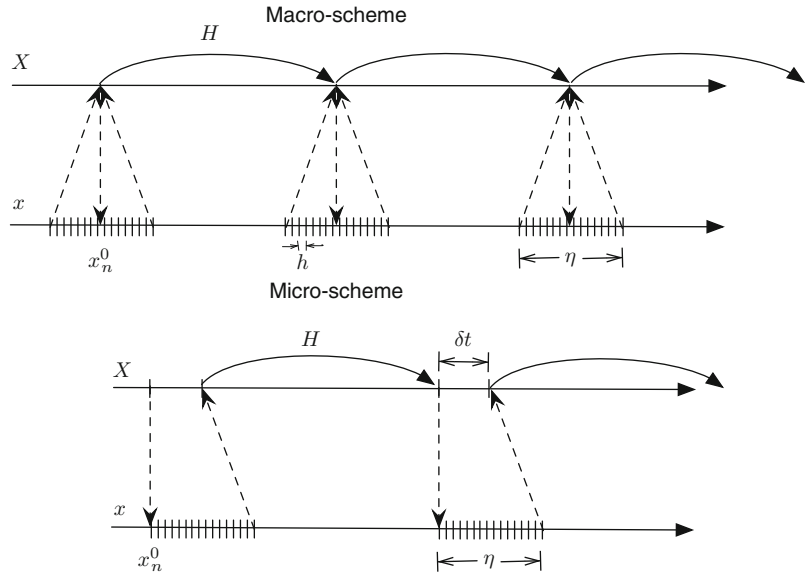 Macro-scheme
H
X
x
x_n^0
h
η
Micro-scheme
H
δt
X
x
x_n^0
η